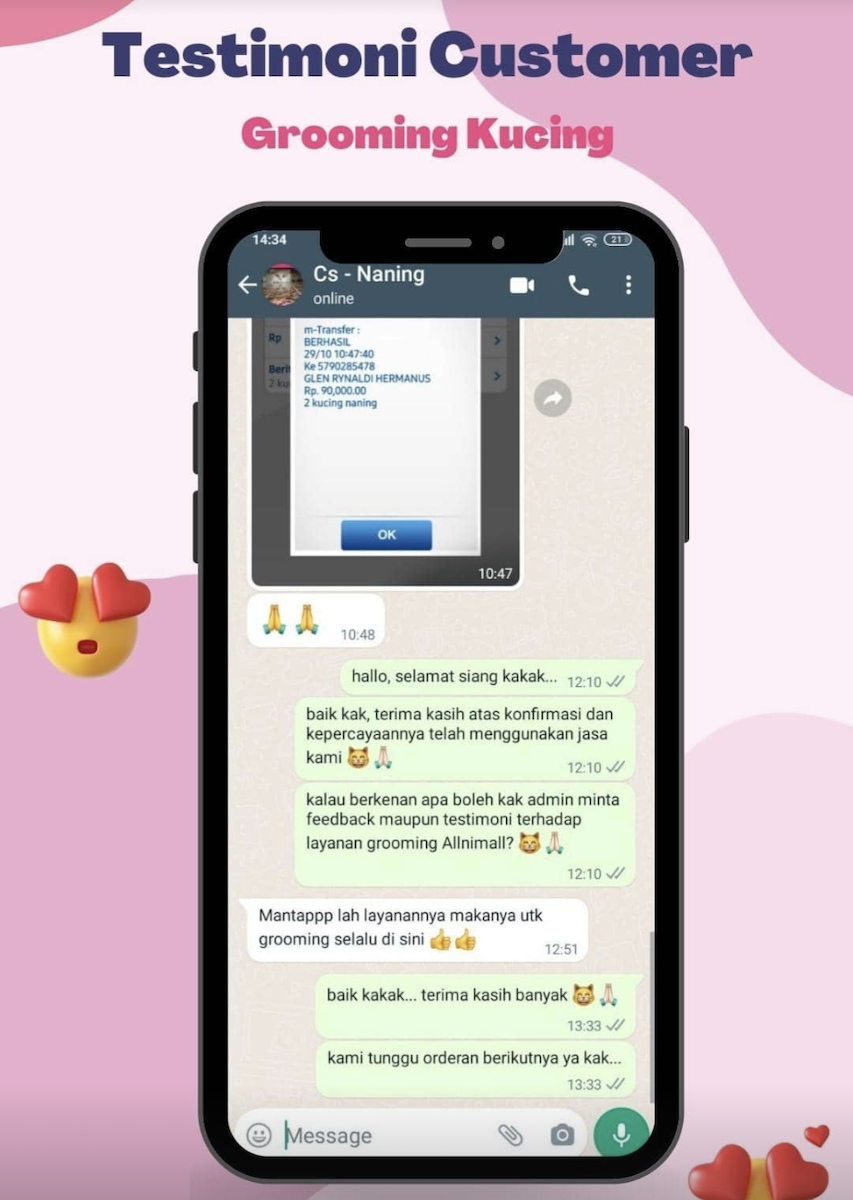 Testimoni Customer
Grooming Kucing
14:34
21
Cs - Naning
online
Rp
m-Transfer :
BERHASIL
29/10 10:47:40
Ke 5790285478
GLEN RYNALDI HERMANUS
Rp. 90,000.00
2 kucing naning
Beri
2 ku
OK
10:47
10:48
hallo, selamat siang kakak...
12:10
baik kak, terima kasih atas konfirmasi dan
kepercayaannya telah menggunakan jasa
kami 😸🙏🏻
12:10
kalau berkenan apa boleh kak admin minta
feedback maupun testimoni terhadap
layanan grooming Allnimall? 😸🙏🏻
12:10
Mantappp lah layanannya makanya utk
grooming selalu di sini 👍👍
12:51
baik kakak... terima kasih banyak 😸🙏🏻
13:33
kami tunggu orderan berikutnya ya kak...
13:33
Message